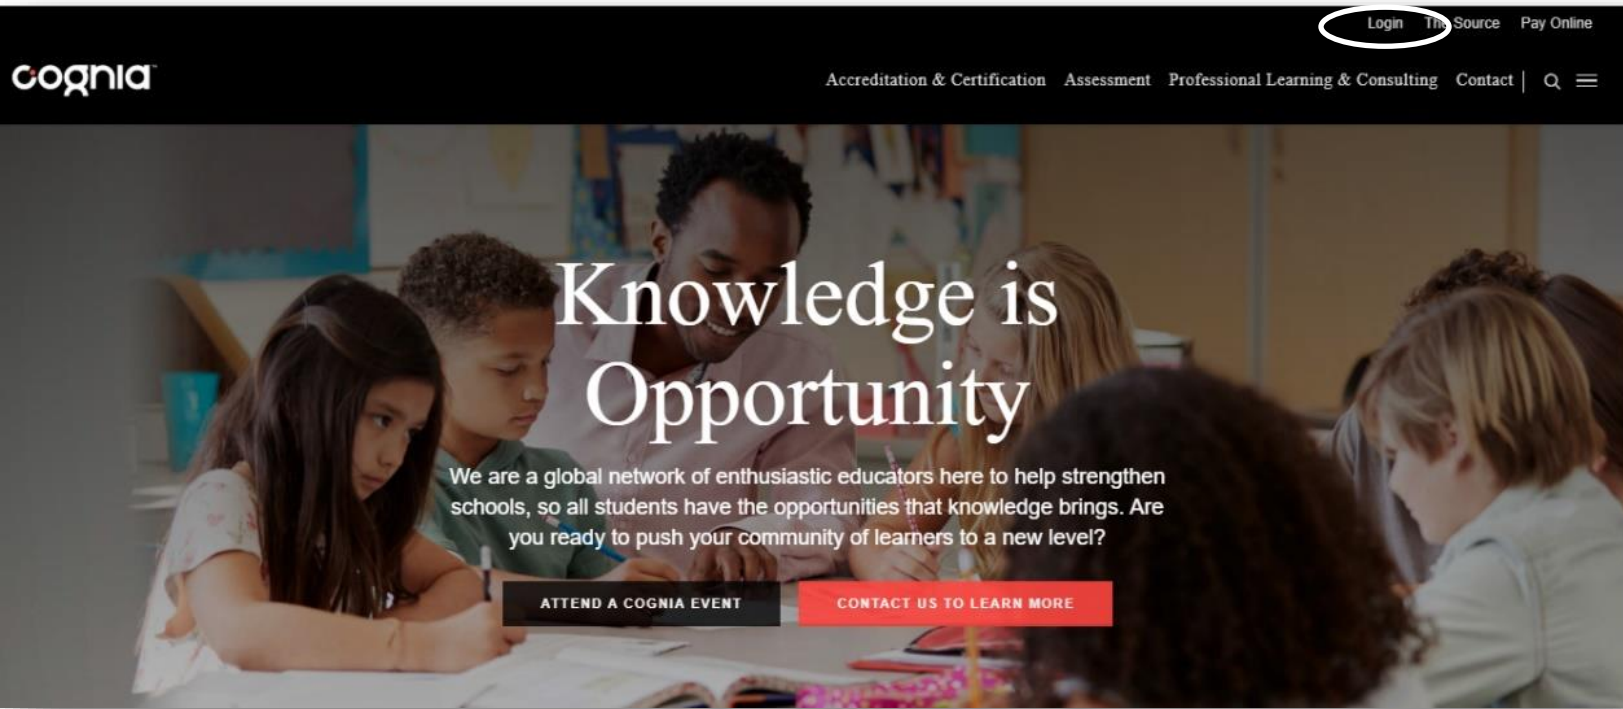 Login The Source Pay Online
cognia™
Accreditation & Certification Assessment Professional Learning & Consulting Contact
Knowledge is
Opportunity
We are a global network of enthusiastic educators here to help strengthen
schools, so all students have the opportunities that knowledge brings. Are
you ready to push your community of learners to a new level?
ATTEND A COGNIA EVENT CONTACT US TO LEARN MORE